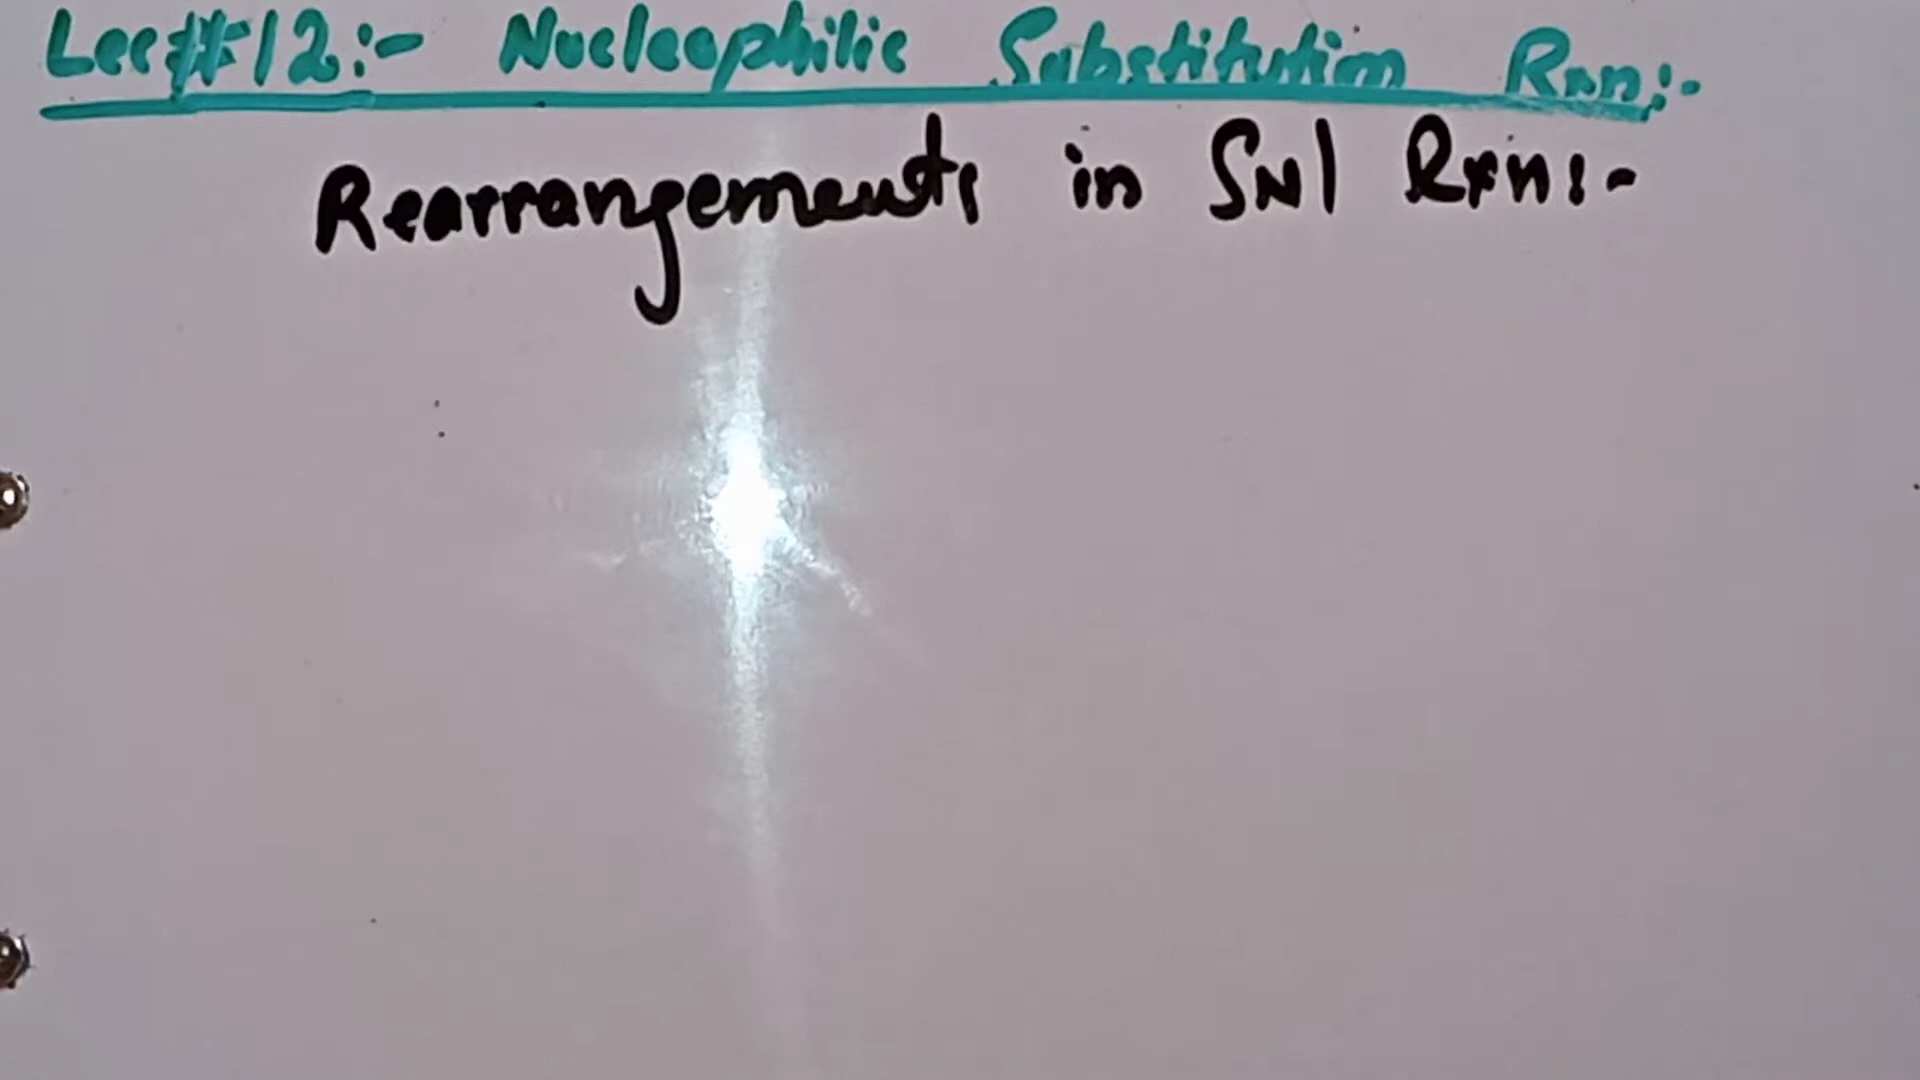 Lec#12:- Nucleophilic Substitution Rxn:-
Rearrangements in SN1 Rxn:-